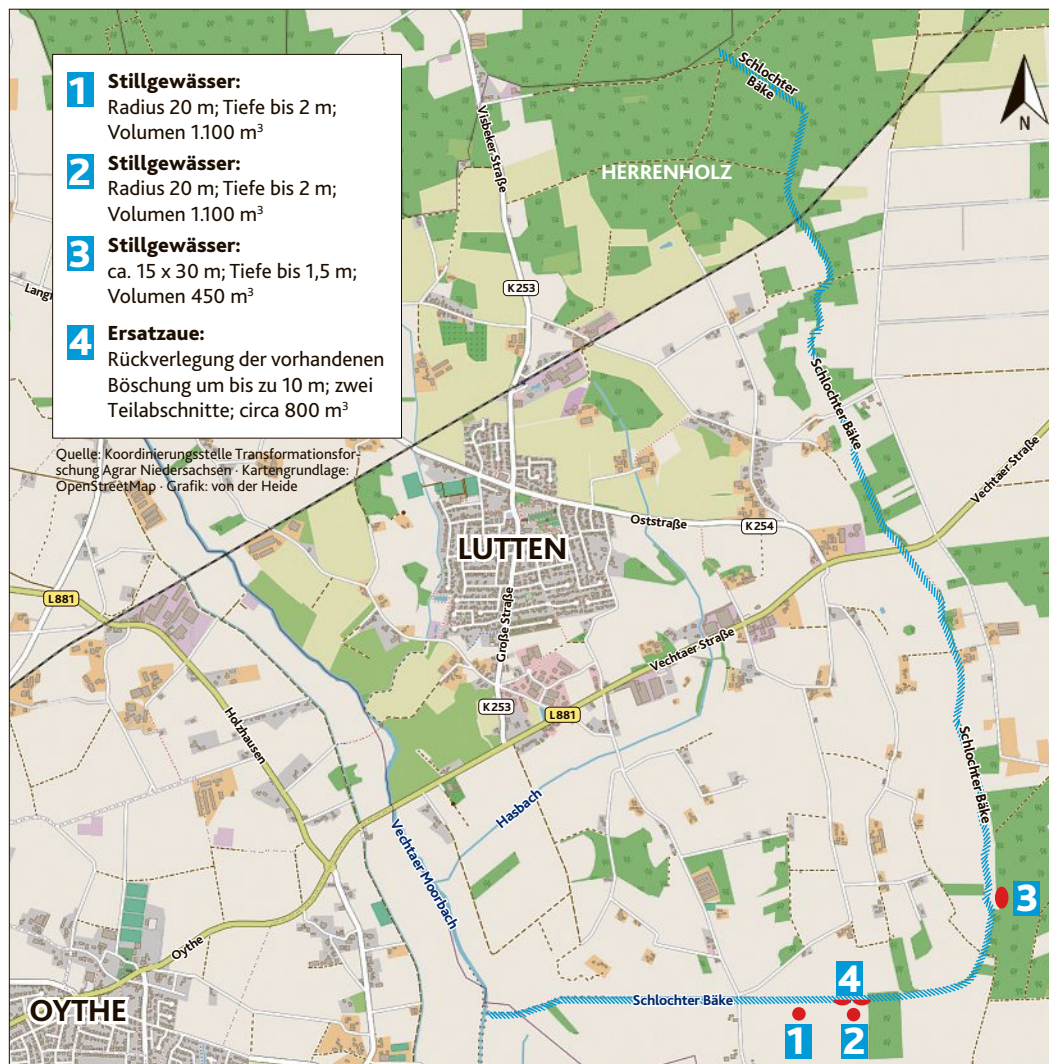 1
Stillgewässer:
Radius 20 m; Tiefe bis 2 m;
Volumen 1.100 m³
2
Stillgewässer:
Radius 20 m; Tiefe bis 2 m;
Volumen 1.100 m³
3
Stillgewässer:
ca. 15 x 30 m; Tiefe bis 1,5 m;
Volumen 450 m³
4
Ersatzaue:
Rückverlegung der vorhandenen
Böschung um bis zu 10 m; zwei
Teilabschnitte; circa 800 m³
Quelle: Koordinierungsstelle Transformationsfor-
schung Agrar Niedersachsen · Kartengrundlage:
OpenStreetMap · Grafik: von der Heide
Schlochter
Bäke
N
Visbeker Straße
HERRENHOLZ
K253
Schlochter Bäke
Vechtaer Straße
Oststraße
K254
LUTTEN
L881
Große Straße
Vechtaer Straße
K253
L881
Holzhausen
Schlochter Bäke
Hasbach
Vechtaer Moorbach
3
Oythe
4
Schlochter Bäke
OYTHE
1
2